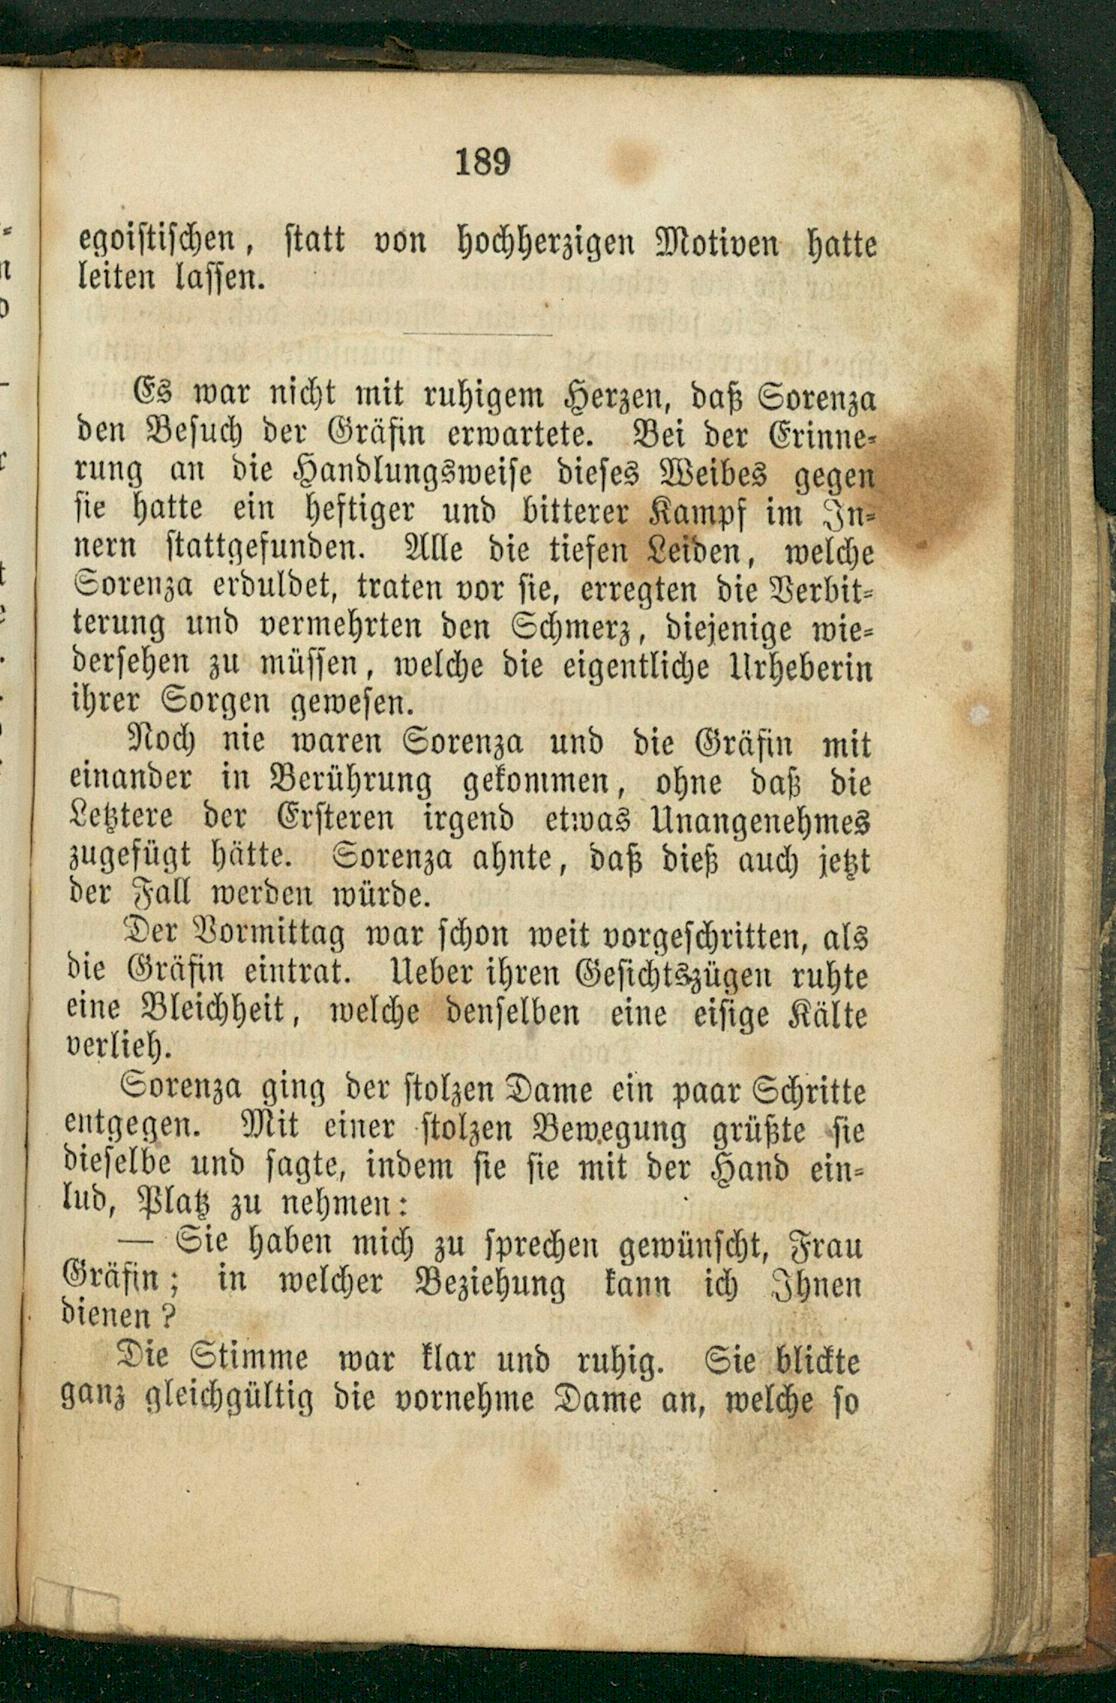 189
egoistischen, statt von hochherzigen Motiven hatte
leiten lassen.
Es war nicht mit ruhigem Herzen, daß Sorenza
den Besuch der Gräfin erwartete. Bei der Erinne-
rung an die Handlungsweise dieses Weibes gegen
sie hatte ein heftiger und bitterer Kampf im In-
nern stattgefunden. Alle die tiefen Leiden, welche
Sorenza erduldet, traten vor sie, erregten die Verbit-
terung und vermehrten den Schmerz, diejenige wie-
dersehen zu müssen, welche die eigentliche Urheberin
ihrer Sorgen gewesen.
Noch nie waren Sorenza und die Gräfin mit
einander in Berührung gekommen, ohne daß die
Letztere der Ersteren irgend etwas Unangenehmes
zugefügt hätte. Sorenza ahnte, daß dieß auch jetzt
der Fall werden würde.
Der Vormittag war schon weit vorgeschritten, als
die Gräfin eintrat. Ueber ihren Gesichtszügen ruhte
eine Bleichheit, welche denselben eine eisige Kälte
verlieh.
Sorenza ging der stolzen Dame ein paar Schritte
entgegen. Mit einer stolzen Bewegung grüßte sie
dieselbe und sagte, indem sie sie mit der Hand ein-
lud, Platz zu nehmen:
— Sie haben mich zu sprechen gewünscht, Frau
Gräfin; in welcher Beziehung kann ich Ihnen
dienen?
Die Stimme war klar und ruhig. Sie blickte
ganz gleichgültig die vornehme Dame an, welche so